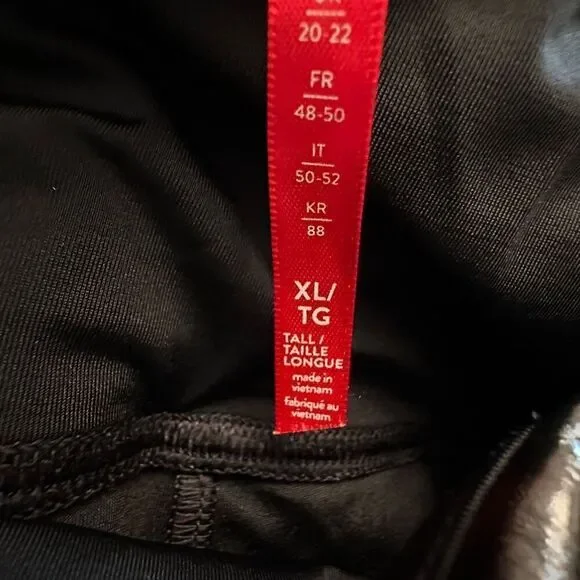 20-22
FR
48-50
IT
50-52
KR
88
XL/
TG
TALL /
TAILLE
LONGUE
made in
vietnam
fabriqué au
vietnam